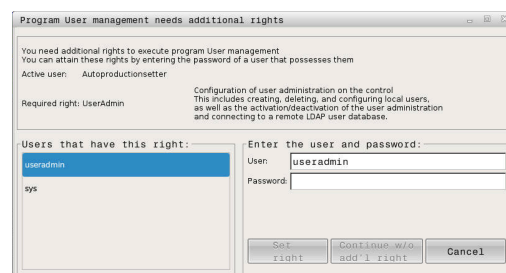 Program User management needs additional rights
You need additional rights to execute program User management
You can attain these rights by entering the password of a user that possesses them
Active user: Autoproductionsetter
Required right: UserAdmin
Configuration of user administration on the control
This includes creating, deleting, and configuring local users,
as well as the activation/deactivation of the user administration
and connecting to a remote LDAP user database.
Users that have this right:
useradmin
sys
Enter the user and password:
User: useradmin
Password:
Set
right
Continue w/o
add'l right
Cancel